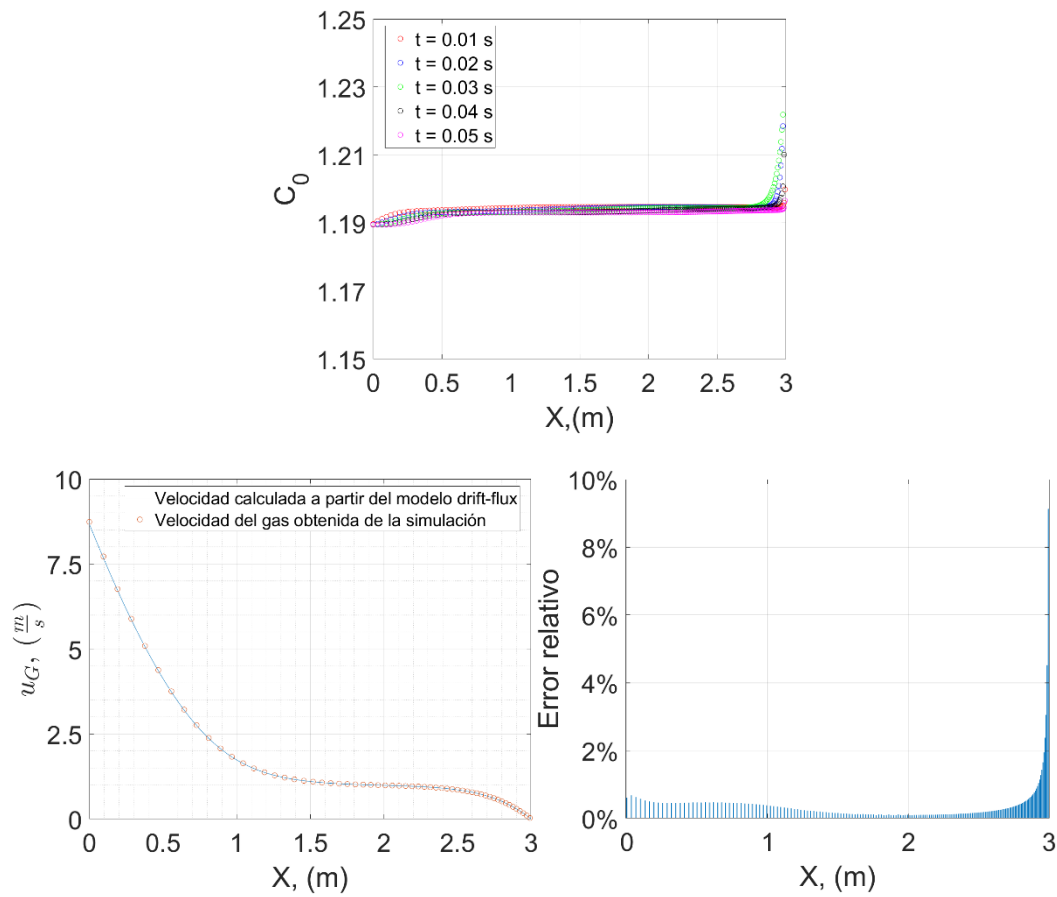 1.25
1.23
1.21
1.19
1.17
1.15
C₀
t = 0.01 s
t = 0.02 s
t = 0.03 s
t = 0.04 s
t = 0.05 s
0 0.5 1 1.5 2 2.5 3
X,(m)
10
7.5
5
2.5
0
u_G, (m/s)
Velocidad calculada a partir del modelo drift-flux
Velocidad del gas obtenida de la simulación
0 0.5 1 1.5 2 2.5 3
X, (m)
10%
8%
6%
4%
2%
0%
Error relativo
0 1 2 3
X, (m)